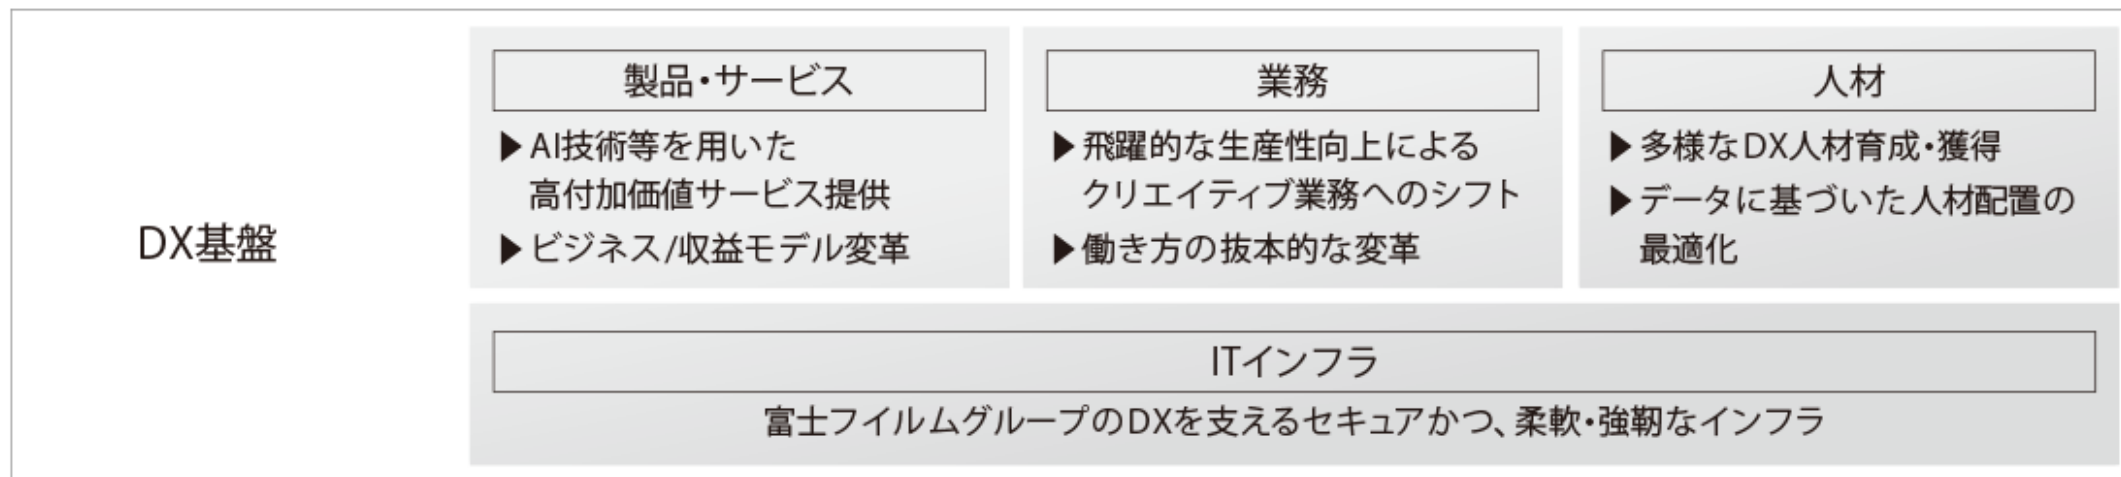 DX基盤
製品・サービス
▶AI技術等を用いた
高付加価値サービス提供
▶ビジネス/収益モデル変革
業務
▶飛躍的な生産性向上による
クリエイティブ業務へのシフト
▶働き方の抜本的な変革
人材
▶多様なDX人材育成・獲得
▶データに基づいた人材配置の
最適化
ITインフラ
富士フイルムグループのDXを支えるセキュアかつ、柔軟・強靭なインフラ